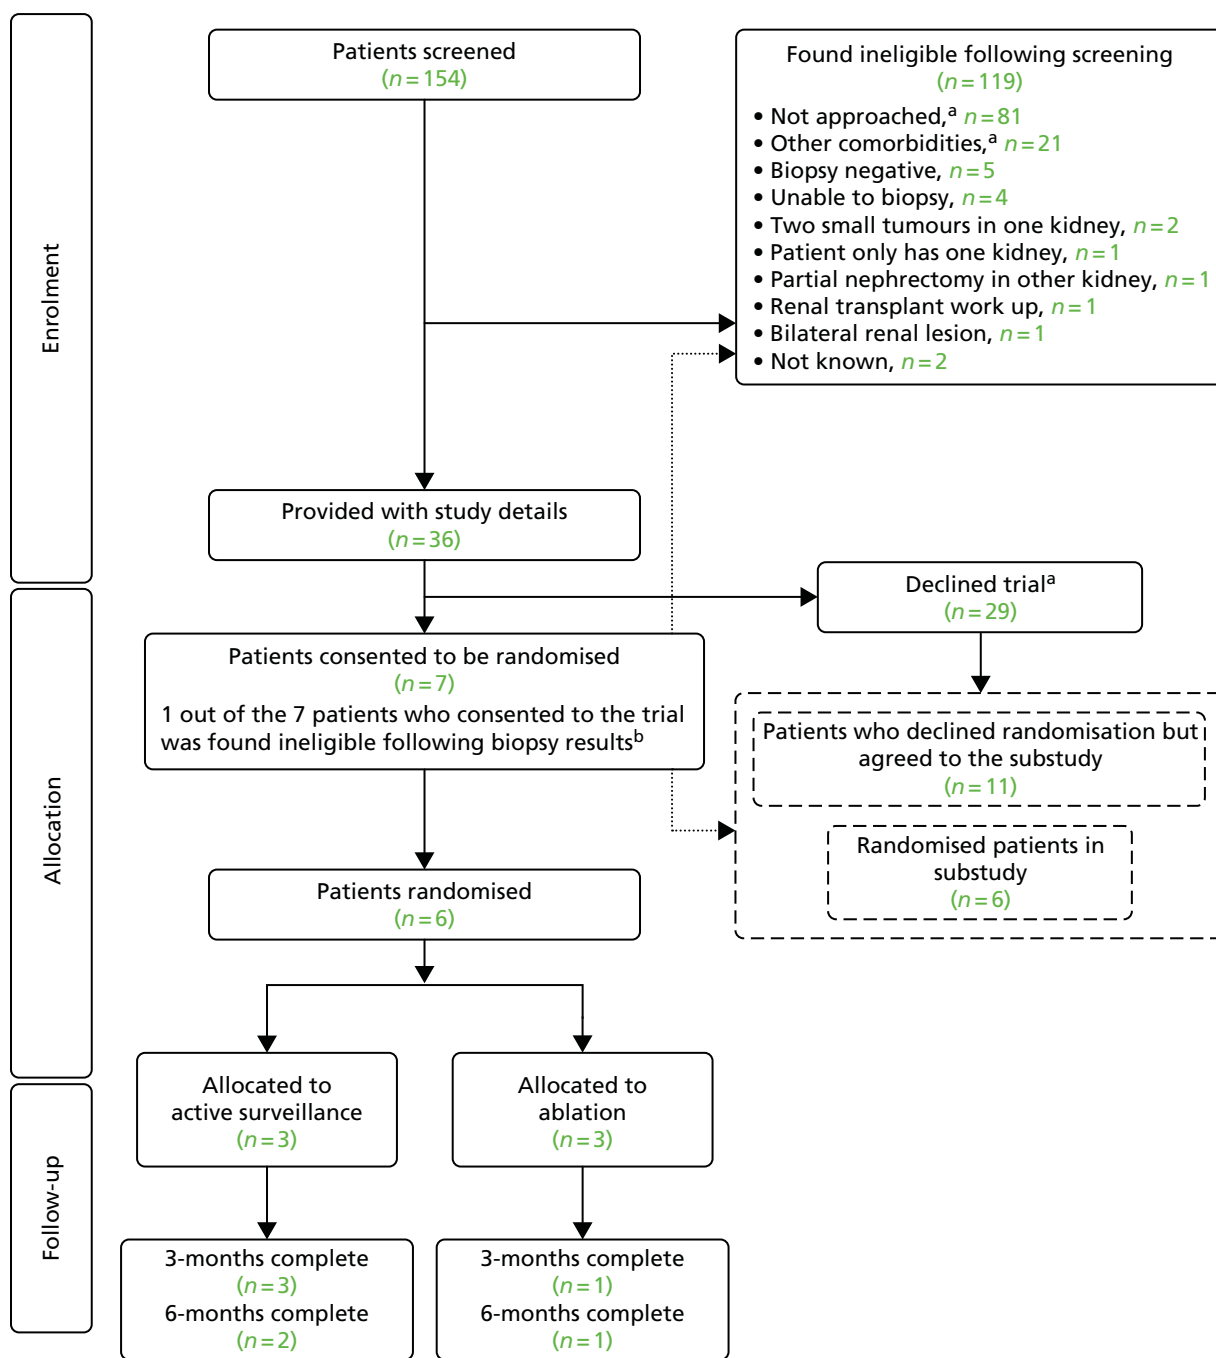 Enrolment
Patients screened
(n = 154)
Found ineligible following screening
(n = 119)
• Not approached,a n = 81
• Other comorbidities,a n = 21
• Biopsy negative, n = 5
• Unable to biopsy, n = 4
• Two small tumours in one kidney, n = 2
• Patient only has one kidney, n = 1
• Partial nephrectomy in other kidney, n = 1
• Renal transplant work up, n = 1
• Bilateral renal lesion, n = 1
• Not known, n = 2
Provided with study details
(n = 36)
Allocation
Declined triala
(n = 29)
Patients consented to be randomised
(n = 7)
1 out of the 7 patients who consented to the trial
was found ineligible following biopsy resultsb
Patients who declined randomisation but
agreed to the substudy
(n = 11)
Randomised patients in
substudy
(n = 6)
Patients randomised
(n = 6)
Allocated to
active surveillance
(n = 3)
Allocated to
ablation
(n = 3)
Follow-up
3-months complete
(n = 3)
6-months complete
(n = 2)
3-months complete
(n = 1)
6-months complete
(n = 1)